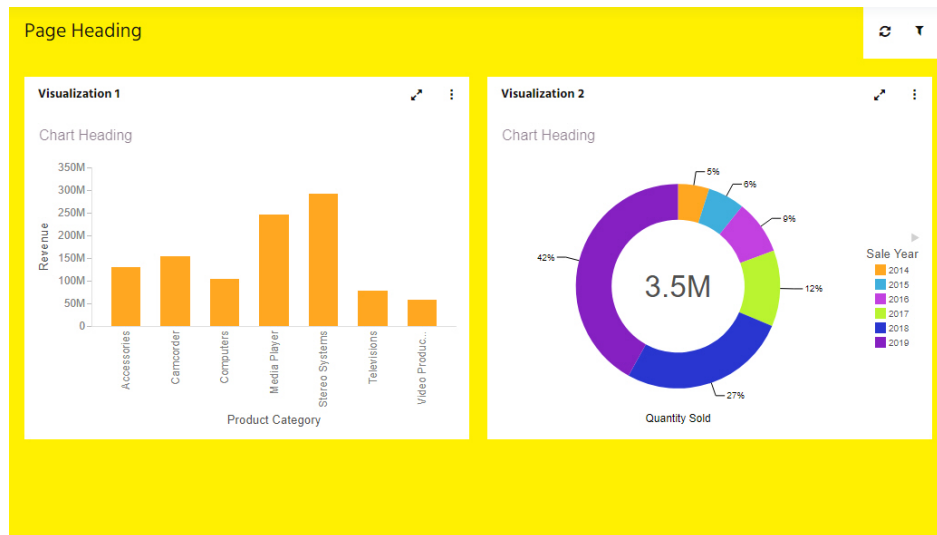 Page Heading
Visualization 1
Chart Heading
350M
300M
250M
200M
150M
100M
50M
0
Revenue
Accessories
Camcorder
Computers
Media Player
Stereo Systems
Televisions
Video Produc...
Product Category
Visualization 2
Chart Heading
5%
6%
9%
12%
27%
42%
3.5M
Quantity Sold
Sale Year
2014
2015
2016
2017
2018
2019